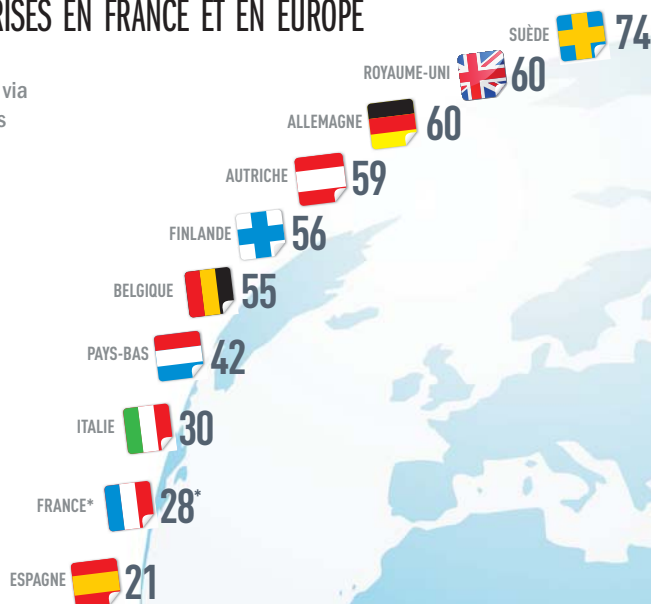 EN FRANCE ET EN EUROPE
via
SUÈDE 74
ROYAUME-UNI 60
ALLEMAGNE 60
AUTRICHE 59
FINLANDE 56
BELGIQUE 55
PAYS-BAS 42
ITALIE 30
FRANCE* 28*
ESPAGNE 21